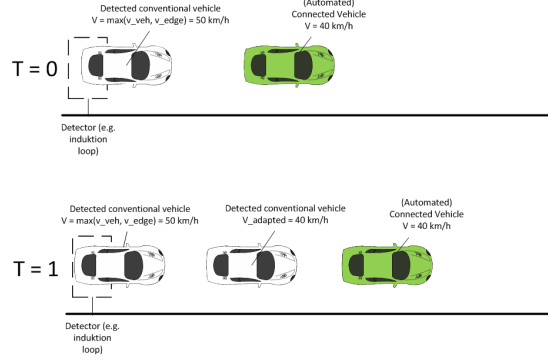 Detected conventional vehicle
V = max(v_veh, v_edge) = 50 km/h
(Automated)
Connected Vehicle
V = 40 km/h
T = 0
Detector (e.g.
induktion
loop)
Detected conventional vehicle
V = max(v_veh, v_edge) = 50 km/h
Detected conventional vehicle
V_adapted = 40 km/h
(Automated)
Connected Vehicle
V = 40 km/h
T = 1
Detector (e.g.
induktion
loop)